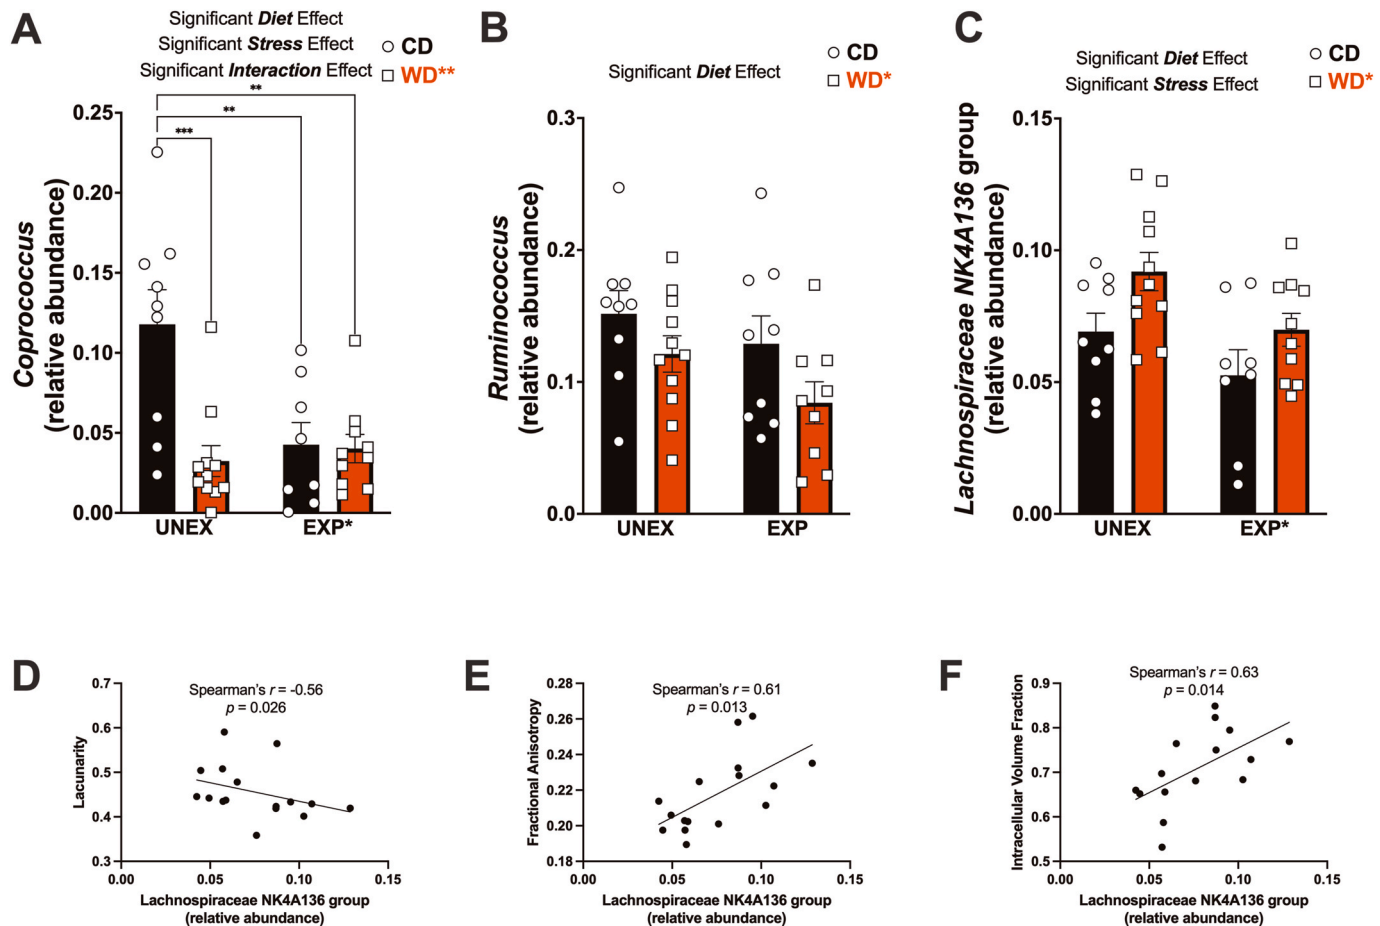 A
Significant Diet Effect
Significant Stress Effect
Significant Interaction Effect
CD
WD**
**
**
***
0.25
0.20
0.15
0.10
0.05
0.00
Coprococcus
(relative abundance)
UNEX
EXP*
B
Significant Diet Effect
CD
WD*
0.3
0.2
0.1
0.0
Ruminococcus
(relative abundance)
UNEX
EXP
C
Significant Diet Effect
Significant Stress Effect
CD
WD*
0.15
0.10
0.05
0.00
Lachnospiraceae NK4A136 group
(relative abundance)
UNEX
EXP*
D
Spearman's r = -0.56
p = 0.026
0.7
0.6
0.5
0.4
0.3
Lacunarity
0.00
0.05
0.10
0.15
Lachnospiraceae NK4A136 group
(relative abundance)
E
Spearman's r = 0.61
p = 0.013
0.28
0.26
0.24
0.22
0.20
0.18
Fractional Anisotropy
0.00
0.05
0.10
0.15
Lachnospiraceae NK4A136 group
(relative abundance)
F
Spearman's r = 0.63
p = 0.014
0.9
0.8
0.7
0.6
0.5
Intracellular Volume Fraction
0.00
0.05
0.10
0.15
Lachnospiraceae NK4A136 group
(relative abundance)